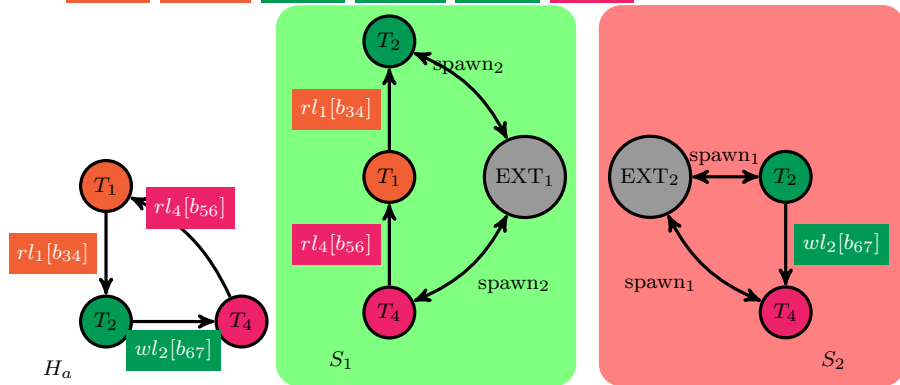 T₁
rl₄[b₅₆]
rl₁[b₃₄]
T₂
wl₂[b₆₇]
T₄
Hₐ
T₂
spawn₂
rl₁[b₃₄]
T₁
EXT₁
rl₄[b₅₆]
spawn₂
T₄
S₁
EXT₂
spawn₁
T₂
wl₂[b₆₇]
spawn₁
T₄
S₂